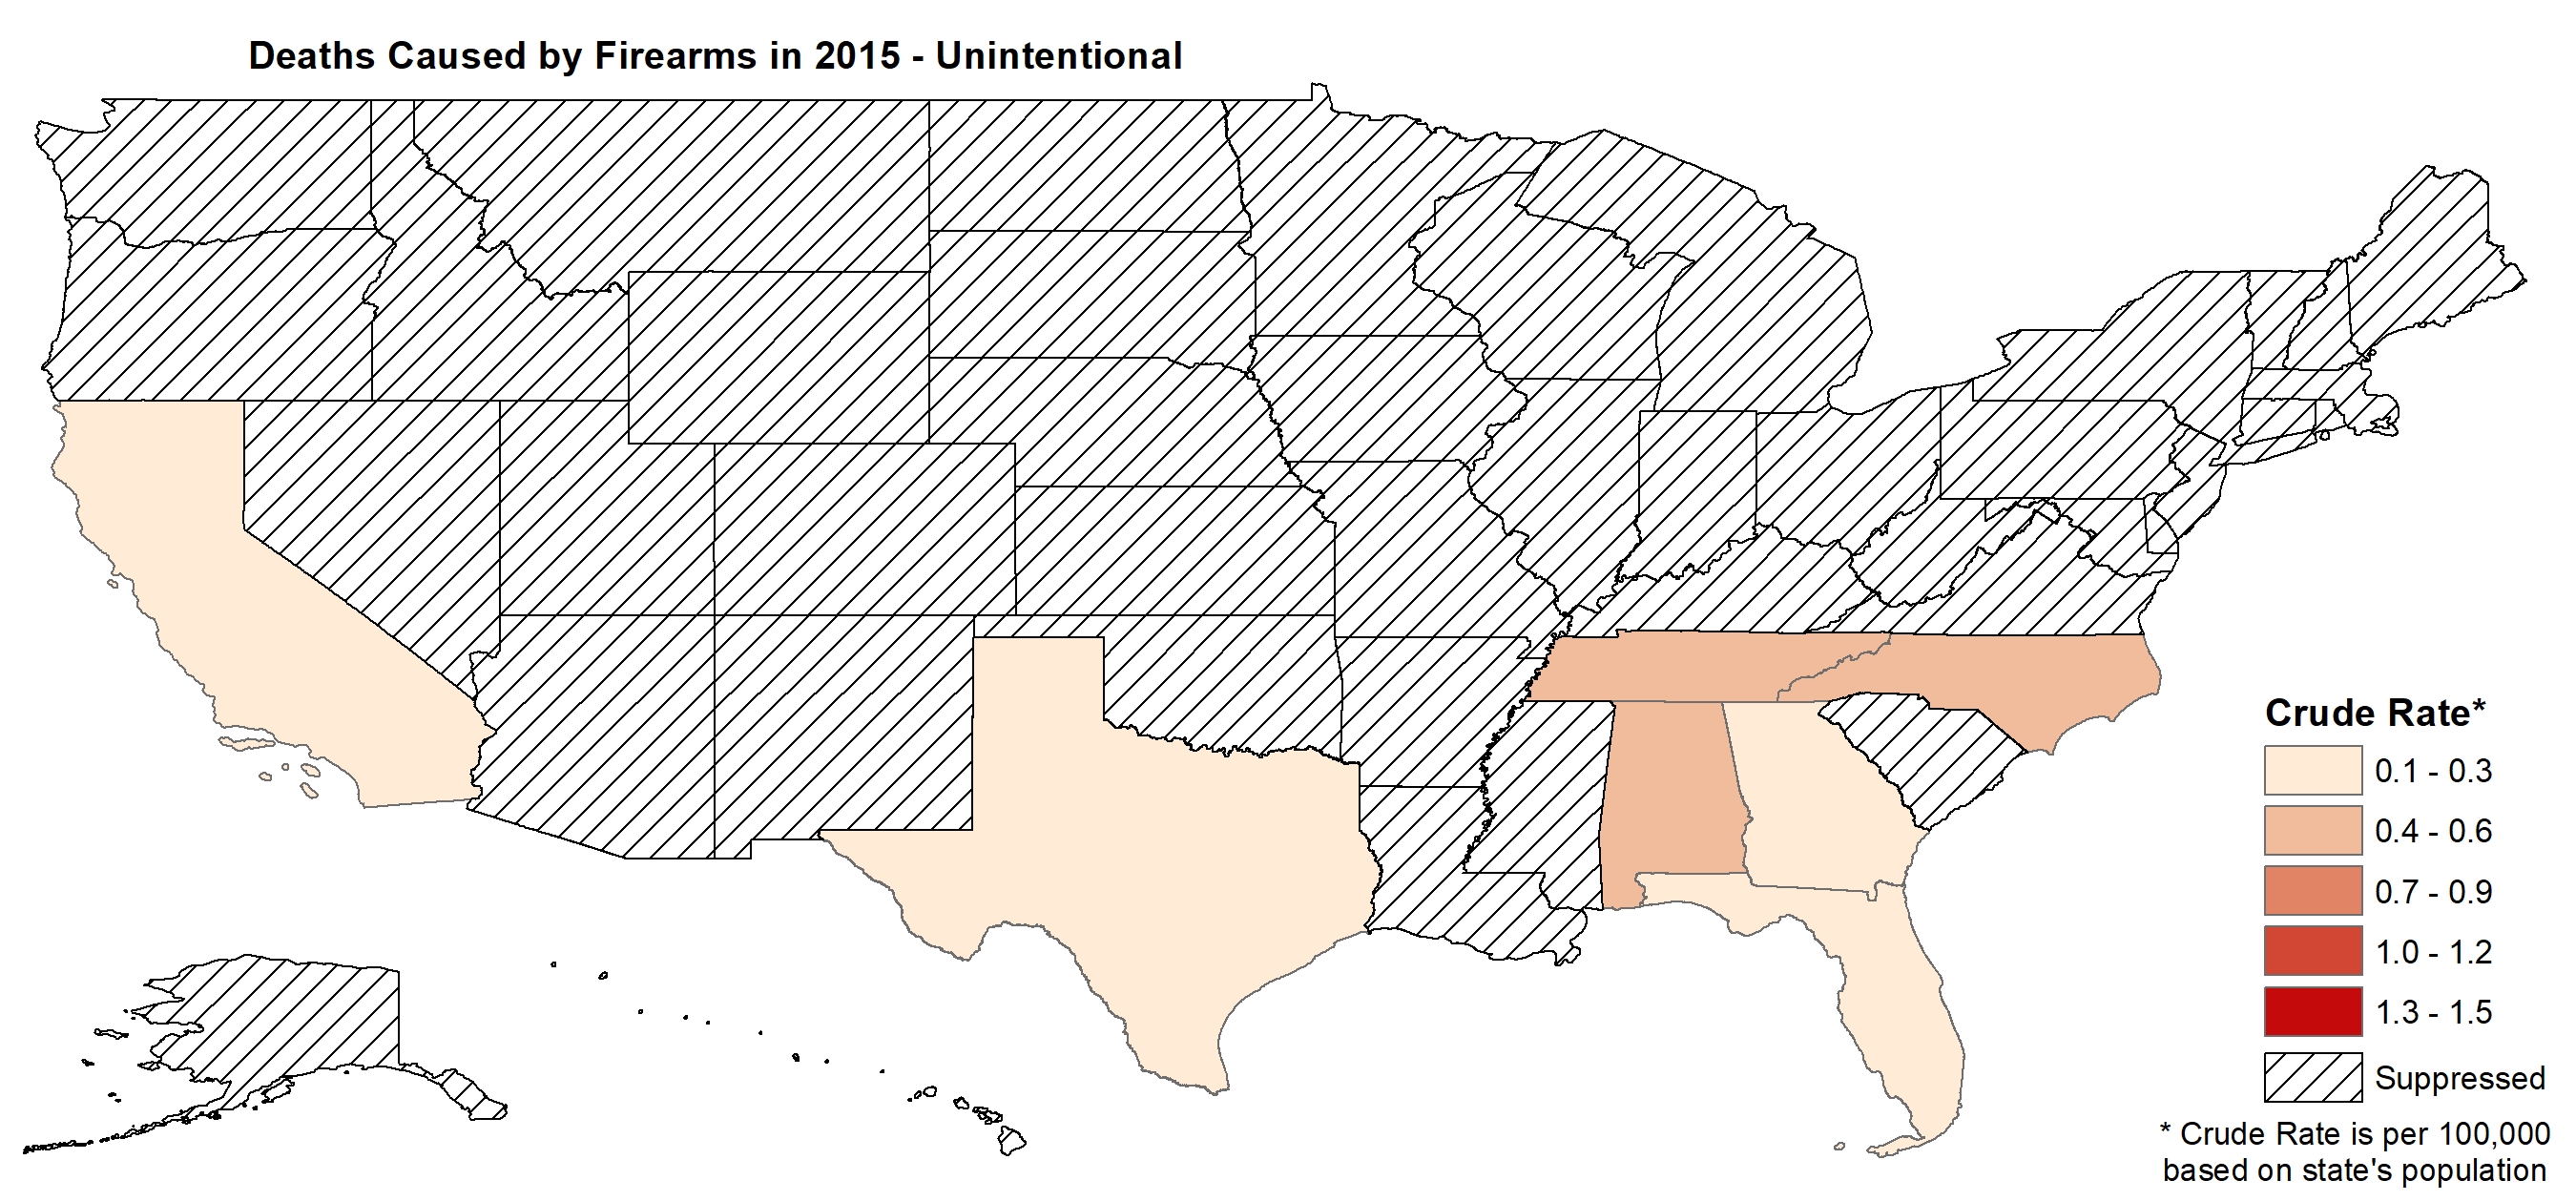 Deaths Caused by Firearms in 2015 - Unintentional
Crude Rate*
0.1 - 0.3
0.4 - 0.6
0.7 - 0.9
1.0 - 1.2
1.3 - 1.5
Suppressed
* Crude Rate is per 100,000
based on state's population